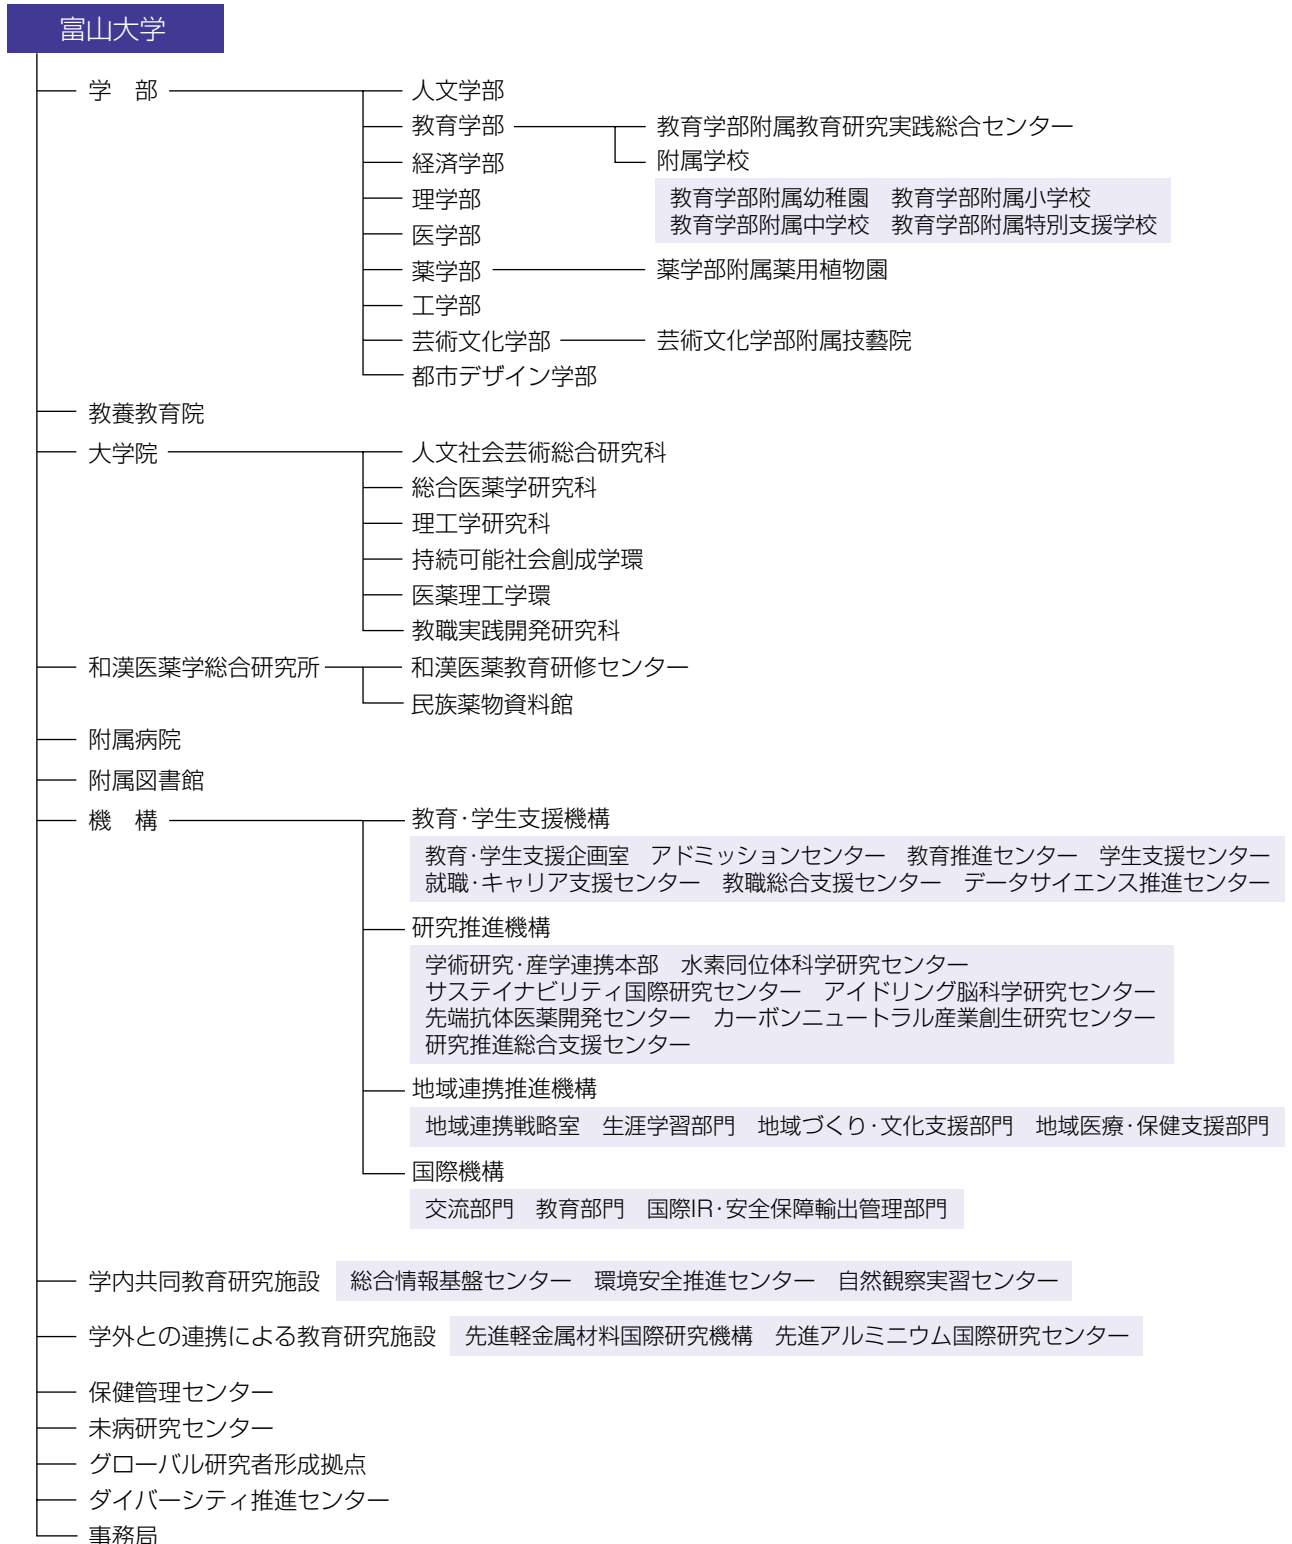 富山大学
学　部
人文学部
教育学部
教育学部附属教育研究実践総合センター
経済学部
附属学校
理学部
教育学部附属幼稚園　教育学部附属小学校
教育学部附属中学校　教育学部附属特別支援学校
医学部
薬学部
薬学部附属薬用植物園
工学部
芸術文化学部
芸術文化学部附属技藝院
都市デザイン学部
教養教育院
大学院
人文社会芸術総合研究科
総合医薬学研究科
理工学研究科
持続可能社会創成学環
医薬理工学環
教職実践開発研究科
和漢医薬学総合研究所
和漢医薬教育研修センター
民族薬物資料館
附属病院
附属図書館
機　構
教育・学生支援機構
教育・学生支援企画室　アドミッションセンター　教育推進センター　学生支援センター
就職・キャリア支援センター　教職総合支援センター　データサイエンス推進センター
研究推進機構
学術研究・産学連携本部　水素同位体科学研究センター
サステイナビリティ国際研究センター　アイドリング脳科学研究センター
先端抗体医薬開発センター　カーボンニュートラル産業創生研究センター
研究推進総合支援センター
地域連携推進機構
地域連携戦略室　生涯学習部門　地域づくり・文化支援部門　地域医療・保健支援部門
国際機構
交流部門　教育部門　国際IR・安全保障輸出管理部門
学内共同教育研究施設　総合情報基盤センター　環境安全推進センター　自然観察実習センター
学外との連携による教育研究施設　先進軽金属材料国際研究機構　先進アルミニウム国際研究センター
保健管理センター
未病研究センター
グローバル研究者形成拠点
ダイバーシティ推進センター
事務局